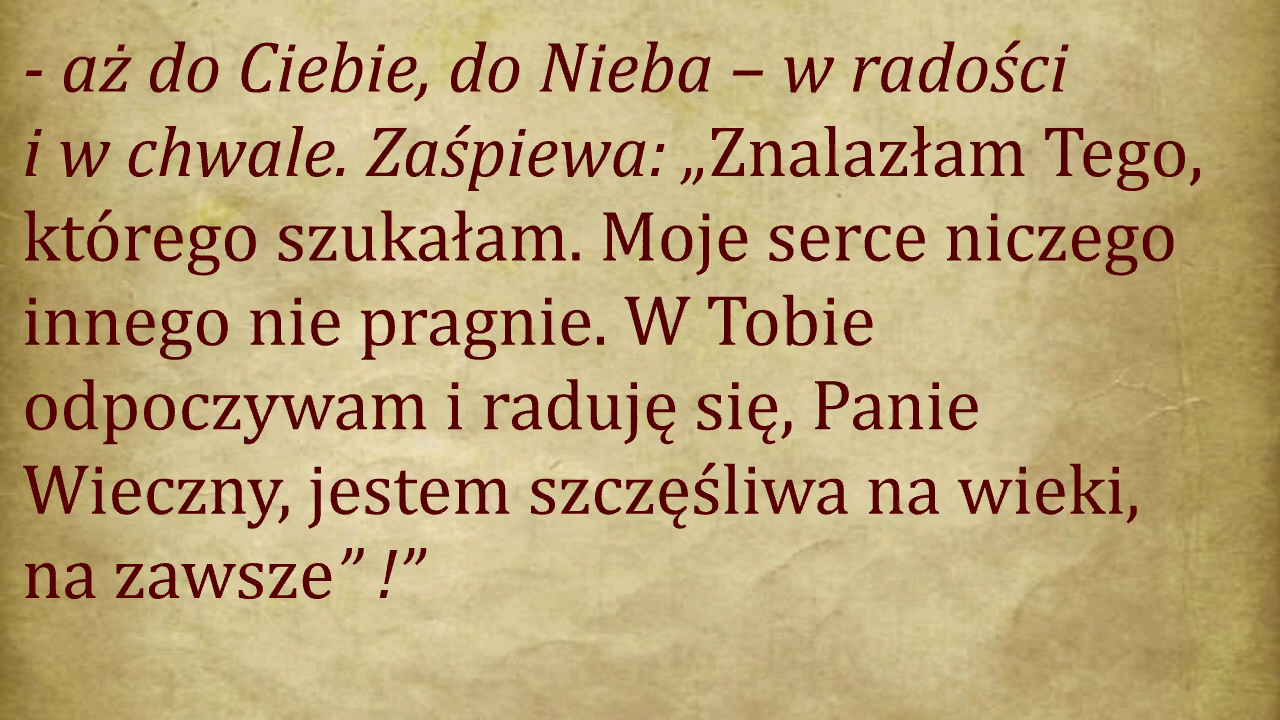 - aż do Ciebie, do Nieba – w radości
i w chwale. Zaśpiewa: „Znalazłam Tego,
którego szukałam. Moje serce niczego
innego nie pragnie. W Tobie
odpoczywam i raduję się, Panie
Wieczny, jestem szczęśliwa na wieki,
na zawsze” !”